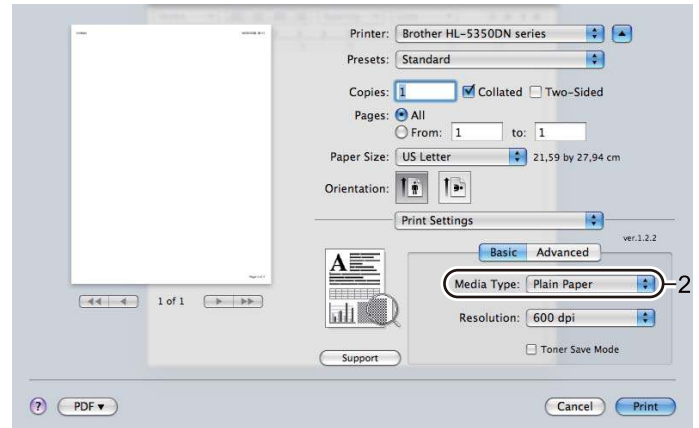 Printer: Brother HL-5350DN series
Presets: Standard
Copies: 1 Collated Two-Sided
Pages: All
From: 1 to: 1
Paper Size: US Letter 21,59 by 27,94 cm
Orientation:
Print Settings
ver.1.2.2
Basic Advanced
A
Media Type: Plain Paper 2
1 of 1
Resolution: 600 dpi
Toner Save Mode
Support
? PDF Cancel Print